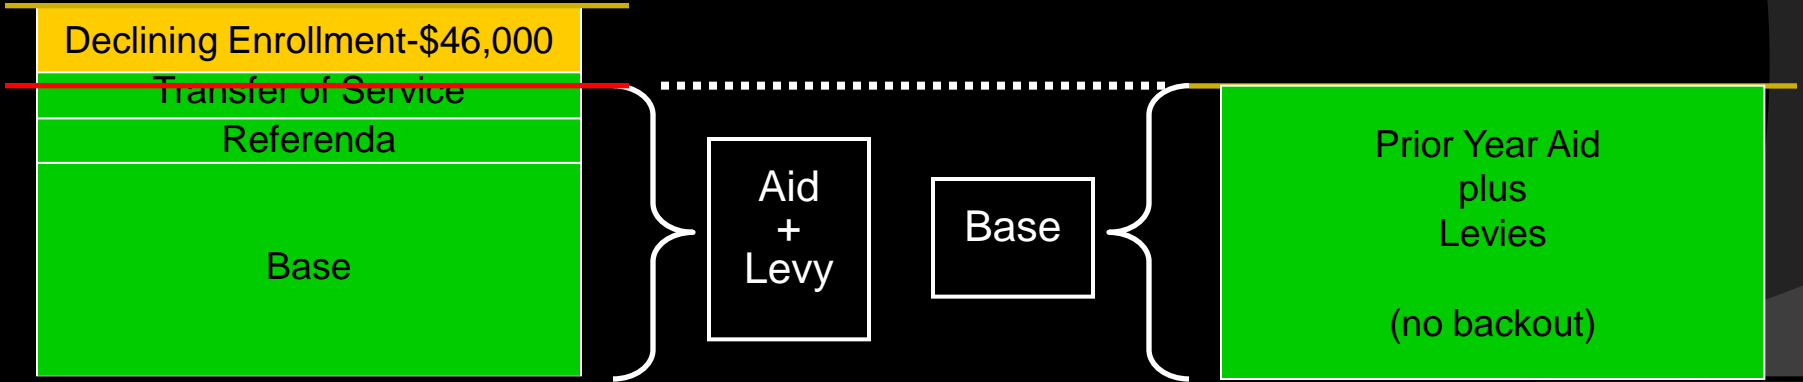 Declining Enrollment-$46,000
Transfer of Service
Referenda
Base
Aid
+
Levy
Base
Prior Year Aid
plus
Levies
(no backout)